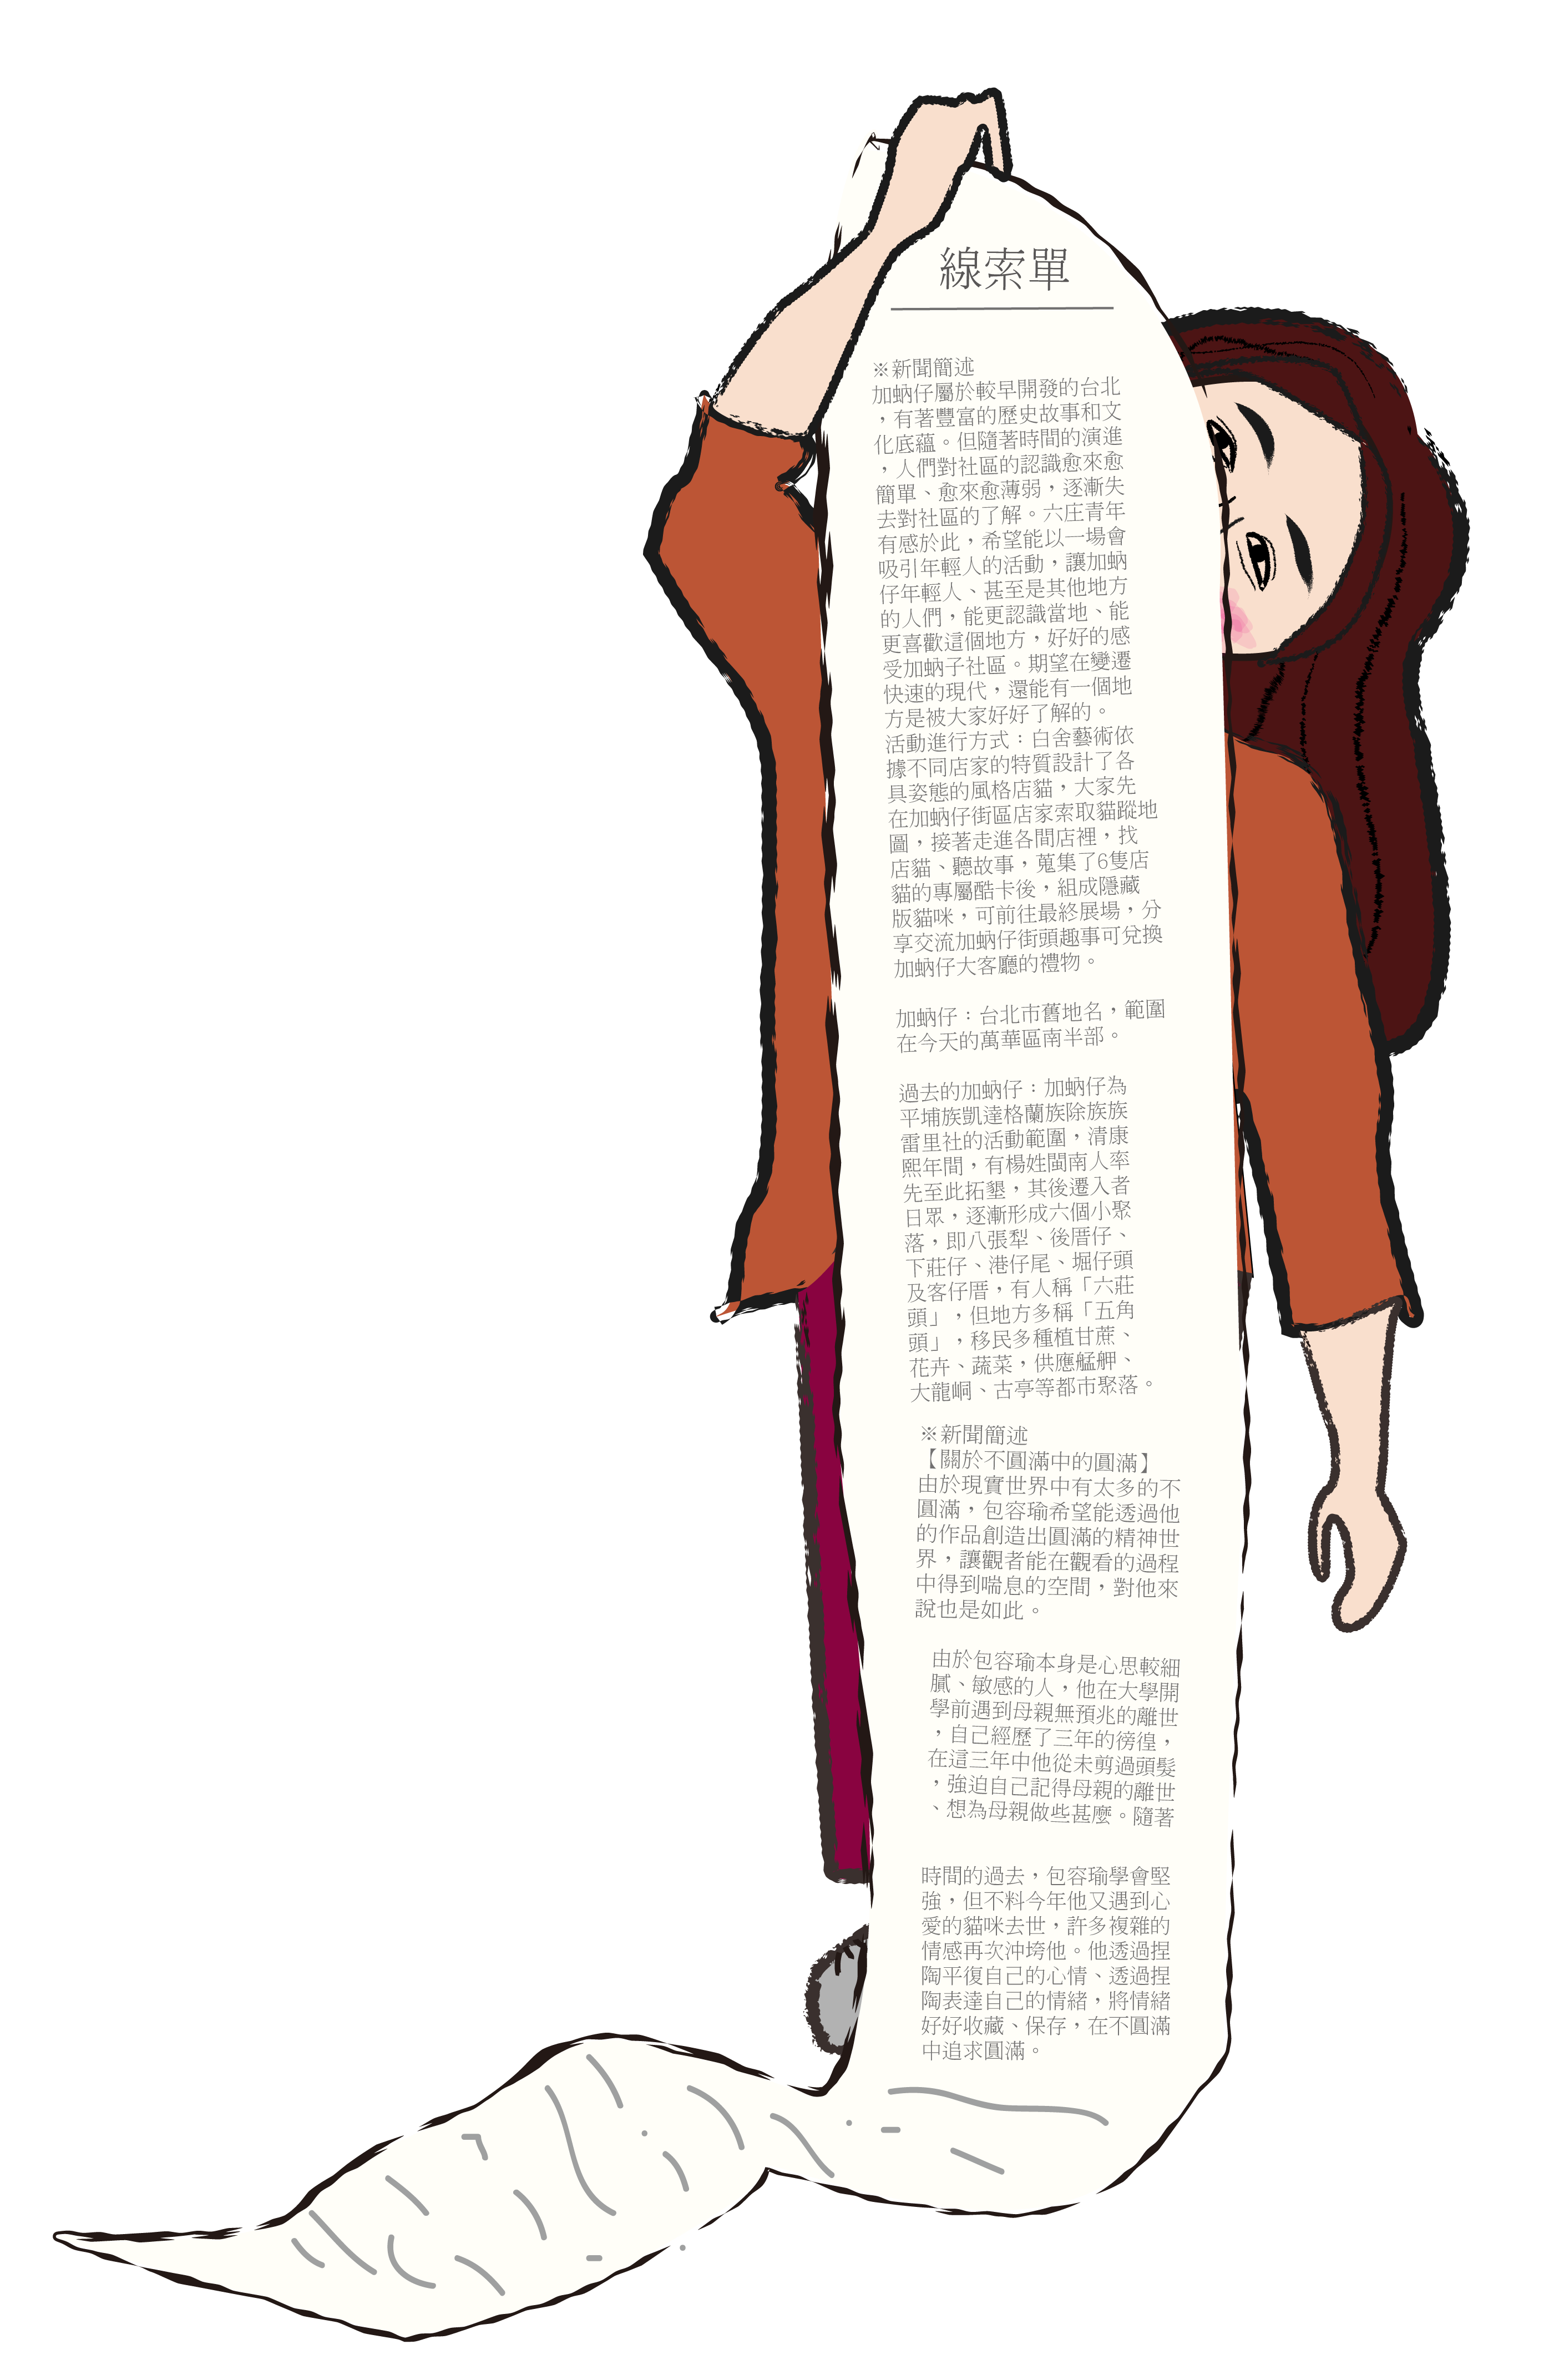 線索單
※新聞簡述
加蚋仔屬於較早開發的台北
，有著豐富的歷史故事和文
化底蘊。但隨著時間的演進
，人們對社區的認識愈來愈
簡單、愈來愈薄弱，逐漸失
去對社區的了解。六庄青年
有感於此，希望能以一場會
吸引年輕人的活動，讓加蚋
仔年輕人、甚至是其他地方
的人們，能更認識當地、能
更喜歡這個地方，好好的感
受加蚋子社區。期望在變遷
快速的現代，還能有一個地
方是被大家好好了解的。
活動進行方式：白舍藝術依
據不同店家的特質設計了各
具姿態的風格店貓，大家先
在加蚋仔街區店家索取貓蹤地
圖，接著走進各間店裡，找
店貓、聽故事，蒐集了6隻店
貓的專屬酷卡後，組成隱藏
版貓咪，可前往最終展場，分
享交流加蚋仔街頭趣事可兌換
加蚋仔大客廳的禮物。
加蚋仔：台北市舊地名，範圍
在今天的萬華區南半部。
過去的加蚋仔：加蚋仔為
平埔族凱達格蘭族除族族
雷里社的活動範圍，清康
熙年間，有楊姓閩南人率
先至此拓墾，其後遷入者
日眾，逐漸形成六個小聚
落，即八張犁、後厝仔、
下莊仔、港仔尾、堀仔頭
及客仔厝，有人稱「六莊
頭」，但地方多稱「五角
頭」，移民多種植甘蔗、
花卉、蔬菜，供應艋舺、
大龍峒、古亭等都市聚落。
※新聞簡述
【關於不圓滿中的圓滿】
由於現實世界中有太多的不
圓滿，包容瑜希望能透過他
的作品創造出圓滿的精神世
界，讓觀者能在觀看的過程
中得到喘息的空間，對他來
說也是如此。
由於包容瑜本身是心思較細
膩、敏感的人，他在大學開
學前遇到母親無預兆的離世
，自己經歷了三年的徬徨，
在這三年中他從未剪過頭髮
，強迫自己記得母親的離世
、想為母親做些甚麼。隨著
時間的過去，包容瑜學會堅
強，但不料今年他又遇到心
愛的貓咪去世，許多複雜的
情感再次沖垮他。他透過捏
陶平復自己的心情、透過捏
陶表達自己的情緒，將情緒
好好收藏、保存，在不圓滿
中追求圓滿。